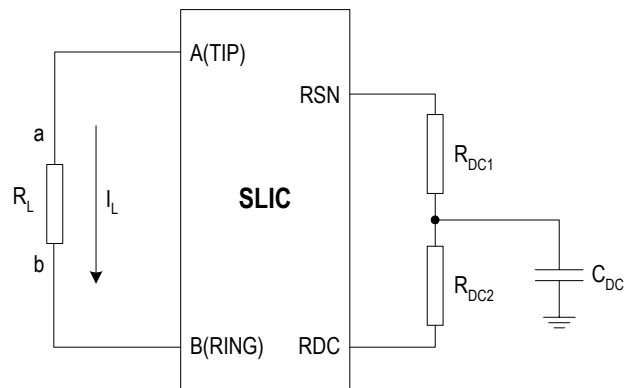 A(TIP)
RSN
a
R_DC1
R_L
I_L
SLIC
b
R_DC2
C_DC
B(RING)
RDC